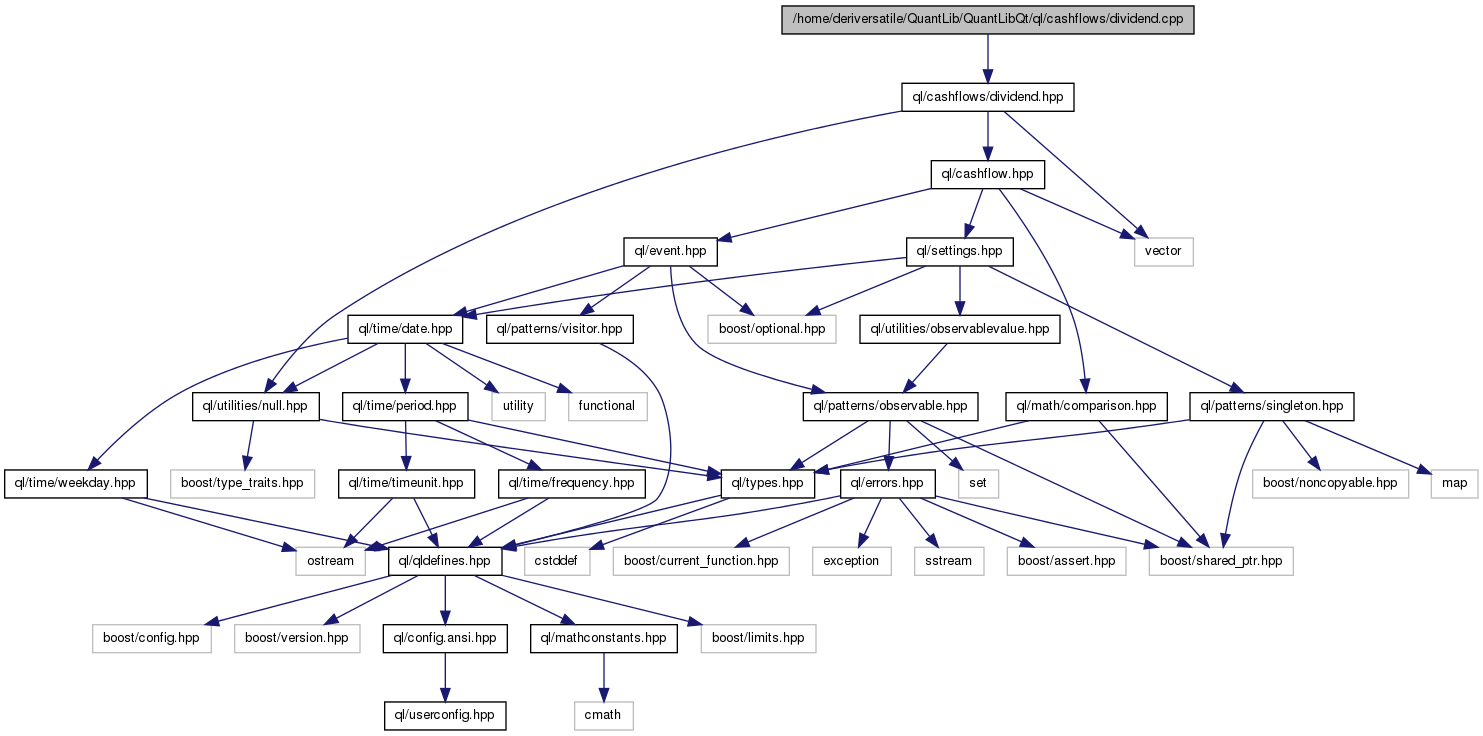 /home/deriversatile/QuantLib/QuantLibQt/ql/cashflows/dividend.cpp
ql/cashflows/dividend.hpp
ql/cashflow.hpp
ql/event.hpp
ql/settings.hpp
vector
ql/time/date.hpp
ql/patterns/visitor.hpp
boost/optional.hpp
ql/utilities/observablevalue.hpp
ql/utilities/null.hpp
ql/time/period.hpp
utility
functional
ql/patterns/observable.hpp
ql/math/comparison.hpp
ql/patterns/singleton.hpp
ql/time/weekday.hpp
boost/type_traits.hpp
ql/time/timeunit.hpp
ql/time/frequency.hpp
ql/types.hpp
ql/errors.hpp
set
boost/noncopyable.hpp
map
ostream
ql/qldefines.hpp
cstddef
boost/current_function.hpp
exception
sstream
boost/assert.hpp
boost/shared_ptr.hpp
boost/config.hpp
boost/version.hpp
ql/config.ansi.hpp
ql/mathconstants.hpp
boost/limits.hpp
ql/userconfig.hpp
cmath